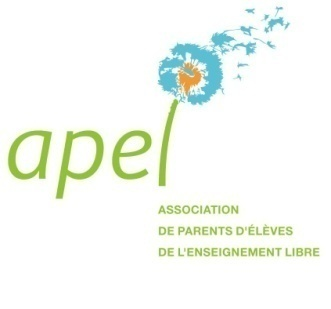 apel
ASSOCIATION
DE PARENTS D'ÉLÈVES
DE L'ENSEIGNEMENT LIBRE